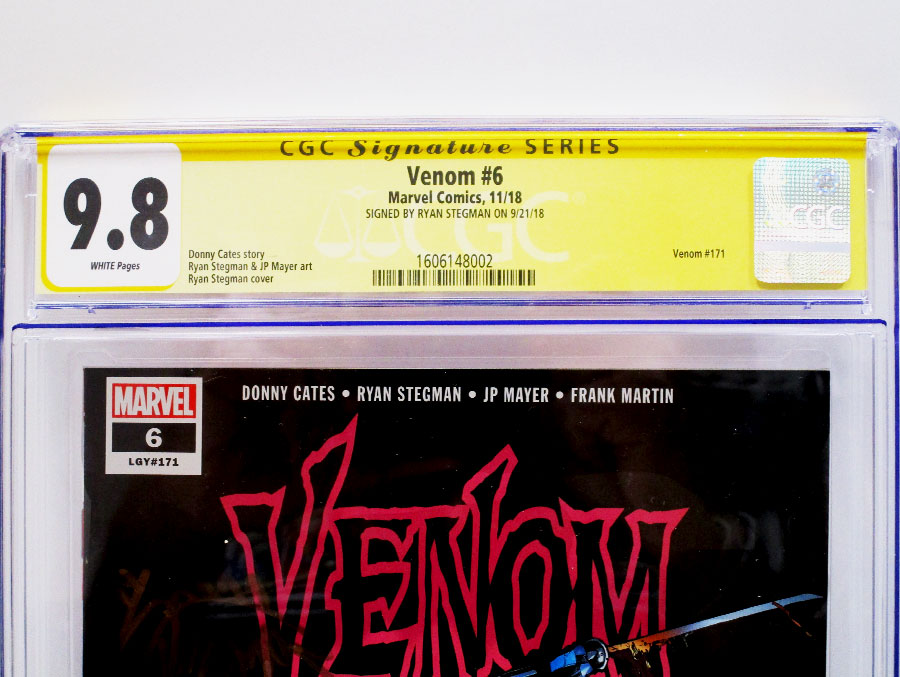 CGC Signature SERIES
Venom #6
Marvel Comics, 11/18
SIGNED BY RYAN STEGMAN ON 9/21/18
9.8
WHITE Pages
Donny Cates story
Ryan Stegman & JP Mayer art
Ryan Stegman cover
1606148002
Venom #171
CGC
CGC
MARVEL
6
LGY#171
DONNY CATES • RYAN STEGMAN • JP MAYER • FRANK MARTIN
VENOM